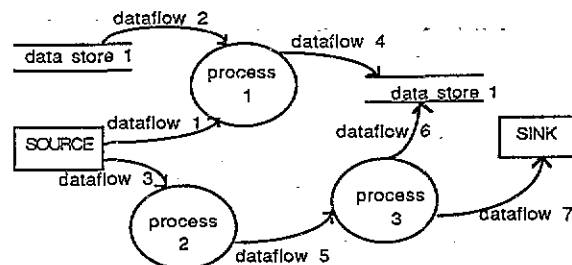 dataflow 2
dataflow 4
data store 1
process
1
data store 1
dataflow 1
dataflow 6
SOURCE
SINK
dataflow 3
process
3
process
2
dataflow 7
dataflow 5